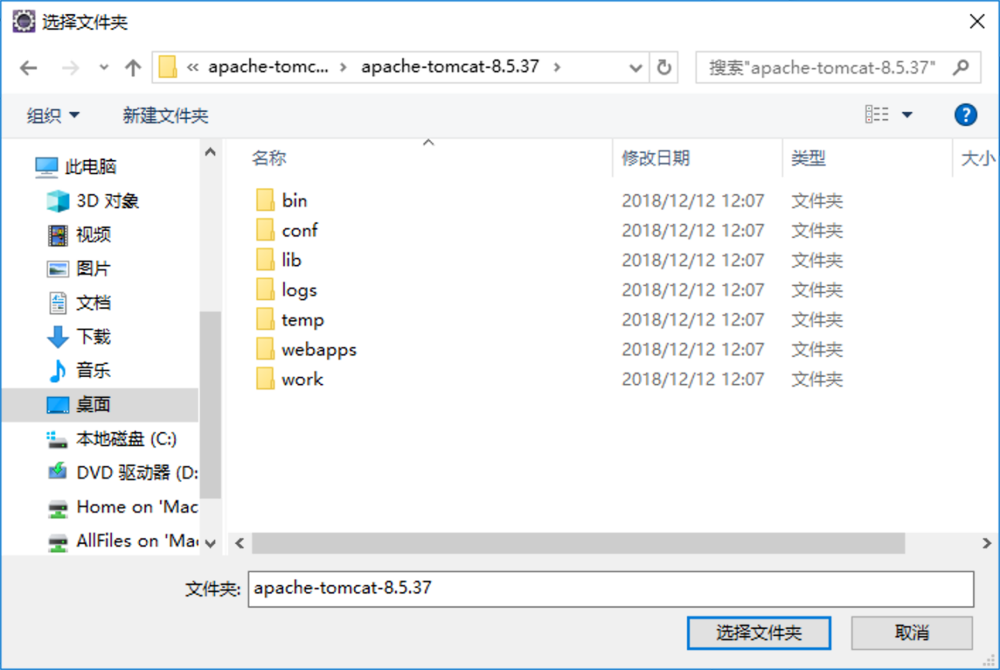 选择文件夹
« apache-tomc... › apache-tomcat-8.5.37 › 搜索"apache-tomcat-8.5.37"
组织 新建文件夹
名称 修改日期 类型 大小
此电脑
3D 对象
视频
图片
文档
下载
音乐
桌面
本地磁盘 (C:)
DVD 驱动器 (D:
Home on 'Mac
AllFiles on 'Ma
bin 2018/12/12 12:07 文件夹
conf 2018/12/12 12:07 文件夹
lib 2018/12/12 12:07 文件夹
logs 2018/12/12 12:07 文件夹
temp 2018/12/12 12:07 文件夹
webapps 2018/12/12 12:07 文件夹
work 2018/12/12 12:07 文件夹
文件夹: apache-tomcat-8.5.37
选择文件夹 取消